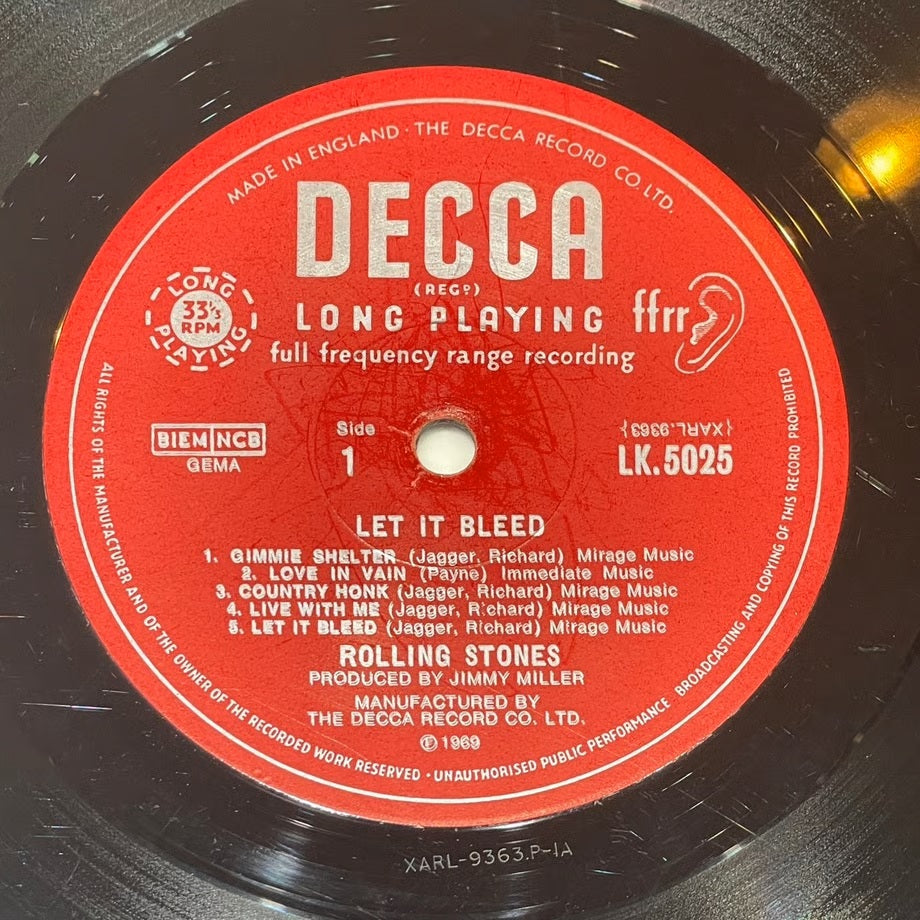 MADE IN ENGLAND · THE DECCA RECORD CO. LTD.
DECCA
(REGD)
LONG PLAYING
33⅓ RPM
LONG PLAYING
ffrr
full frequency range recording
BIEM NCB
GEMA
Side
1
{XARL.9363}
LK.5025
LET IT BLEED
1. GIMMIE SHELTER (Jagger, Richard) Mirage Music
2. LOVE IN VAIN (Payne) Immediate Music
3. COUNTRY HONK (Jagger, Richard) Mirage Music
4. LIVE WITH ME (Jagger, Richard) Mirage Music
5. LET IT BLEED (Jagger, Richard) Mirage Music
ROLLING STONES
PRODUCED BY JIMMY MILLER
MANUFACTURED BY
THE DECCA RECORD CO. LTD.
Ⓟ 1969
ALL RIGHTS OF THE MANUFACTURER AND OF THE OWNER OF THE RECORDED WORK RESERVED · UNAUTHORISED PUBLIC PERFORMANCE · BROADCASTING AND COPYING OF THIS RECORD PROHIBITED
XARL-9363.P-1A